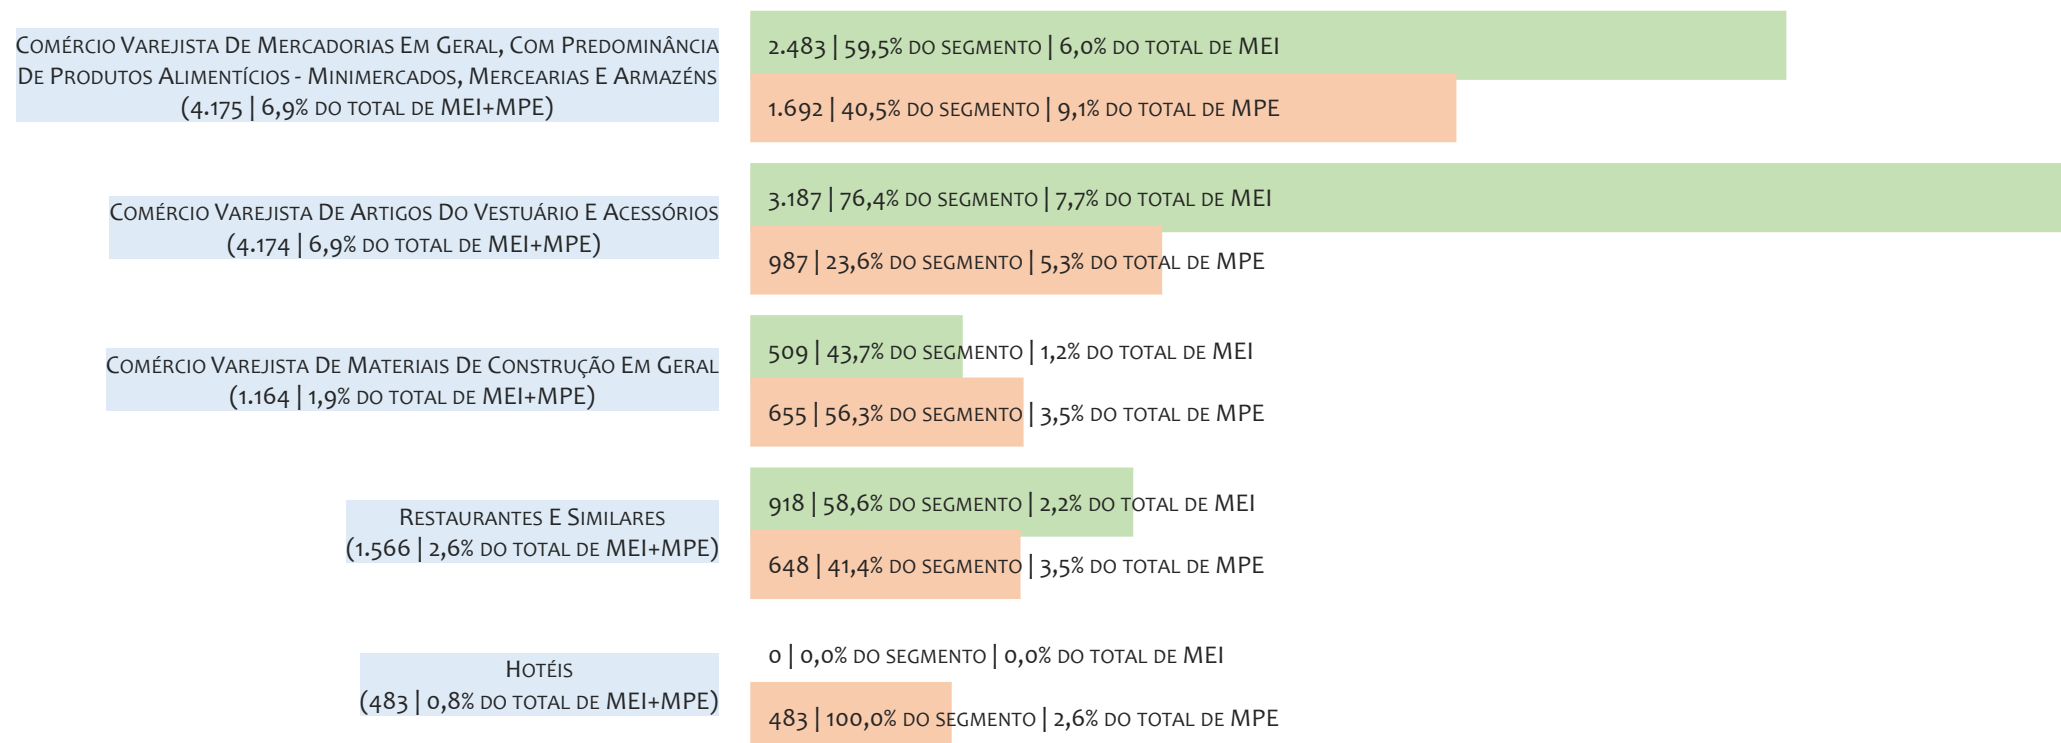 Comércio Varejista De Mercadorias Em Geral, Com Predominância
De Produtos Alimentícios - Minimercados, Mercearias E Armazéns
(4.175 | 6,9% do total de MEI+MPE)
2.483 | 59,5% do segmento | 6,0% do total de MEI
1.692 | 40,5% do segmento | 9,1% do total de MPE
Comércio Varejista De Artigos Do Vestuário E Acessórios
(4.174 | 6,9% do total de MEI+MPE)
3.187 | 76,4% do segmento | 7,7% do total de MEI
987 | 23,6% do segmento | 5,3% do total de MPE
Comércio Varejista De Materiais De Construção Em Geral
(1.164 | 1,9% do total de MEI+MPE)
509 | 43,7% do segmento | 1,2% do total de MEI
655 | 56,3% do segmento | 3,5% do total de MPE
Restaurantes E Similares
(1.566 | 2,6% do total de MEI+MPE)
918 | 58,6% do segmento | 2,2% do total de MEI
648 | 41,4% do segmento | 3,5% do total de MPE
Hotéis
(483 | 0,8% do total de MEI+MPE)
0 | 0,0% do segmento | 0,0% do total de MEI
483 | 100,0% do segmento | 2,6% do total de MPE